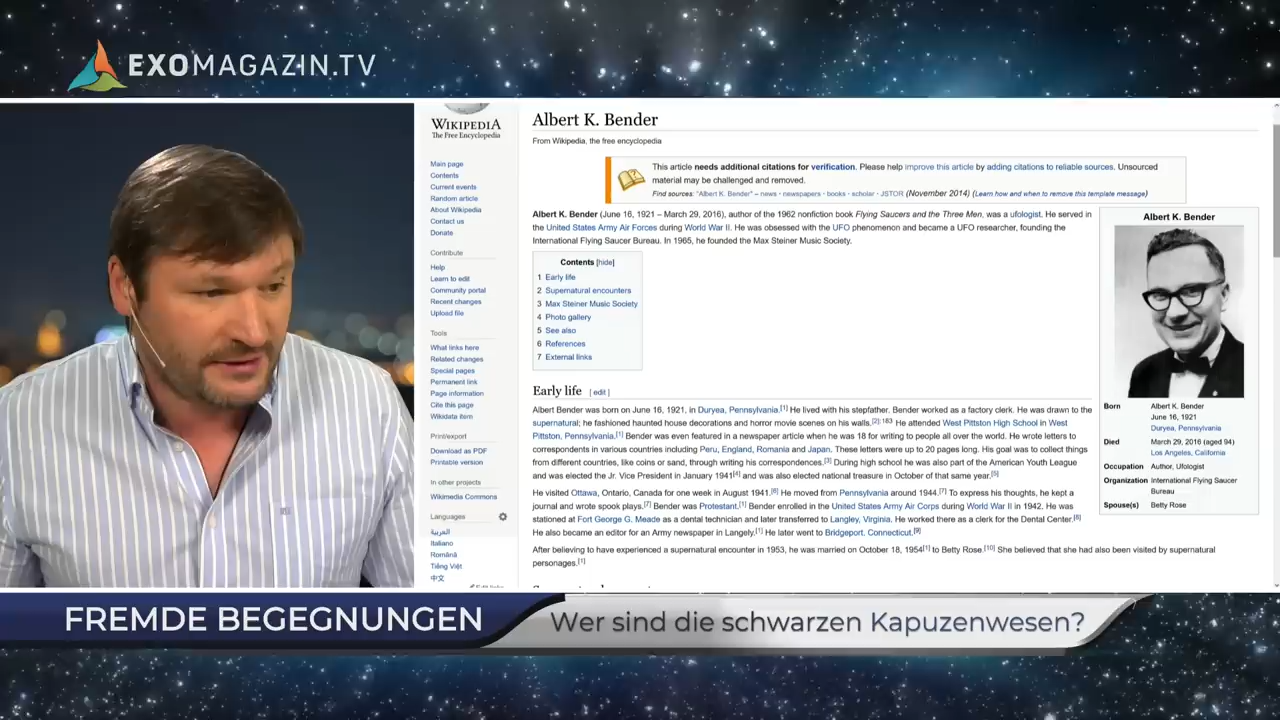 EXOMAGAZIN.TV
WIKIPEDIA
The Free Encyclopedia
Main page
Contents
Current events
Random article
About Wikipedia
Contact us
Donate
Contribute
Help
Learn to edit
Community portal
Recent changes
Upload file
Tools
What links here
Related changes
Special pages
Permanent link
Page information
Cite this page
Wikidata item
Print/export
Download as PDF
Printable version
In other projects
Wikimedia Commons
Languages
العربية
Italiano
Română
Tiếng Việt
中文
Edit links
Albert K. Bender
From Wikipedia, the free encyclopedia
This article needs additional citations for verification. Please help improve this article by adding citations to reliable sources. Unsourced
material may be challenged and removed.
Find sources: "Albert K. Bender" – news · newspapers · books · scholar · JSTOR (November 2014) (Learn how and when to remove this template message)
Albert K. Bender (June 16, 1921 – March 29, 2016), author of the 1962 nonfiction book Flying Saucers and the Three Men, was a ufologist. He served in
the United States Army Air Forces during World War II. He was obsessed with the UFO phenomenon and became a UFO researcher, founding the
International Flying Saucer Bureau. In 1965, he founded the Max Steiner Music Society.
Contents [hide]
1 Early life
2 Supernatural encounters
3 Max Steiner Music Society
4 Photo gallery
5 See also
6 References
7 External links
Early life [ edit ]
Albert Bender was born on June 16, 1921, in Duryea, Pennsylvania.[1] He lived with his stepfather. Bender worked as a factory clerk. He was drawn to the
supernatural; he fashioned haunted house decorations and horror movie scenes on his walls.[2]:183 He attended West Pittston High School in West
Pittston, Pennsylvania.[1] Bender was even featured in a newspaper article when he was 18 for writing to people all over the world. He wrote letters to
correspondents in various countries including Peru, England, Romania and Japan. These letters were up to 20 pages long. His goal was to collect things
from different countries, like coins or sand, through writing his correspondences.[3] During high school he was also part of the American Youth League
and was elected the Jr. Vice President in January 1941[4] and was also elected national treasurer in October of that same year.[5]
He visited Ottawa, Ontario, Canada for one week in August 1941.[6] He moved from Pennsylvania around 1944.[7] To express his thoughts, he kept a
journal and wrote spook plays.[7] Bender was Protestant.[1] Bender enrolled in the United States Army Air Corps during World War II in 1942. He was
stationed at Fort George G. Meade as a dental technician and later transferred to Langley, Virginia. He worked there as a clerk for the Dental Center.[8]
He also became an editor for an Army newspaper in Langely.[1] He later went to Bridgeport, Connecticut.[9]
After believing to have experienced a supernatural encounter in 1953, he was married on October 18, 1954[1] to Betty Rose.[10] She believed that she had also been visited by supernatural
personages.[1]
Albert K. Bender
Born Albert K. Bender
June 16, 1921
Duryea, Pennsylvania
Died March 29, 2016 (aged 94)
Los Angeles, California
Occupation Author, Ufologist
Organization International Flying Saucer
Bureau
Spouse(s) Betty Rose
FREMDE BEGEGNUNGEN
Wer sind die schwarzen Kapuzenwesen?